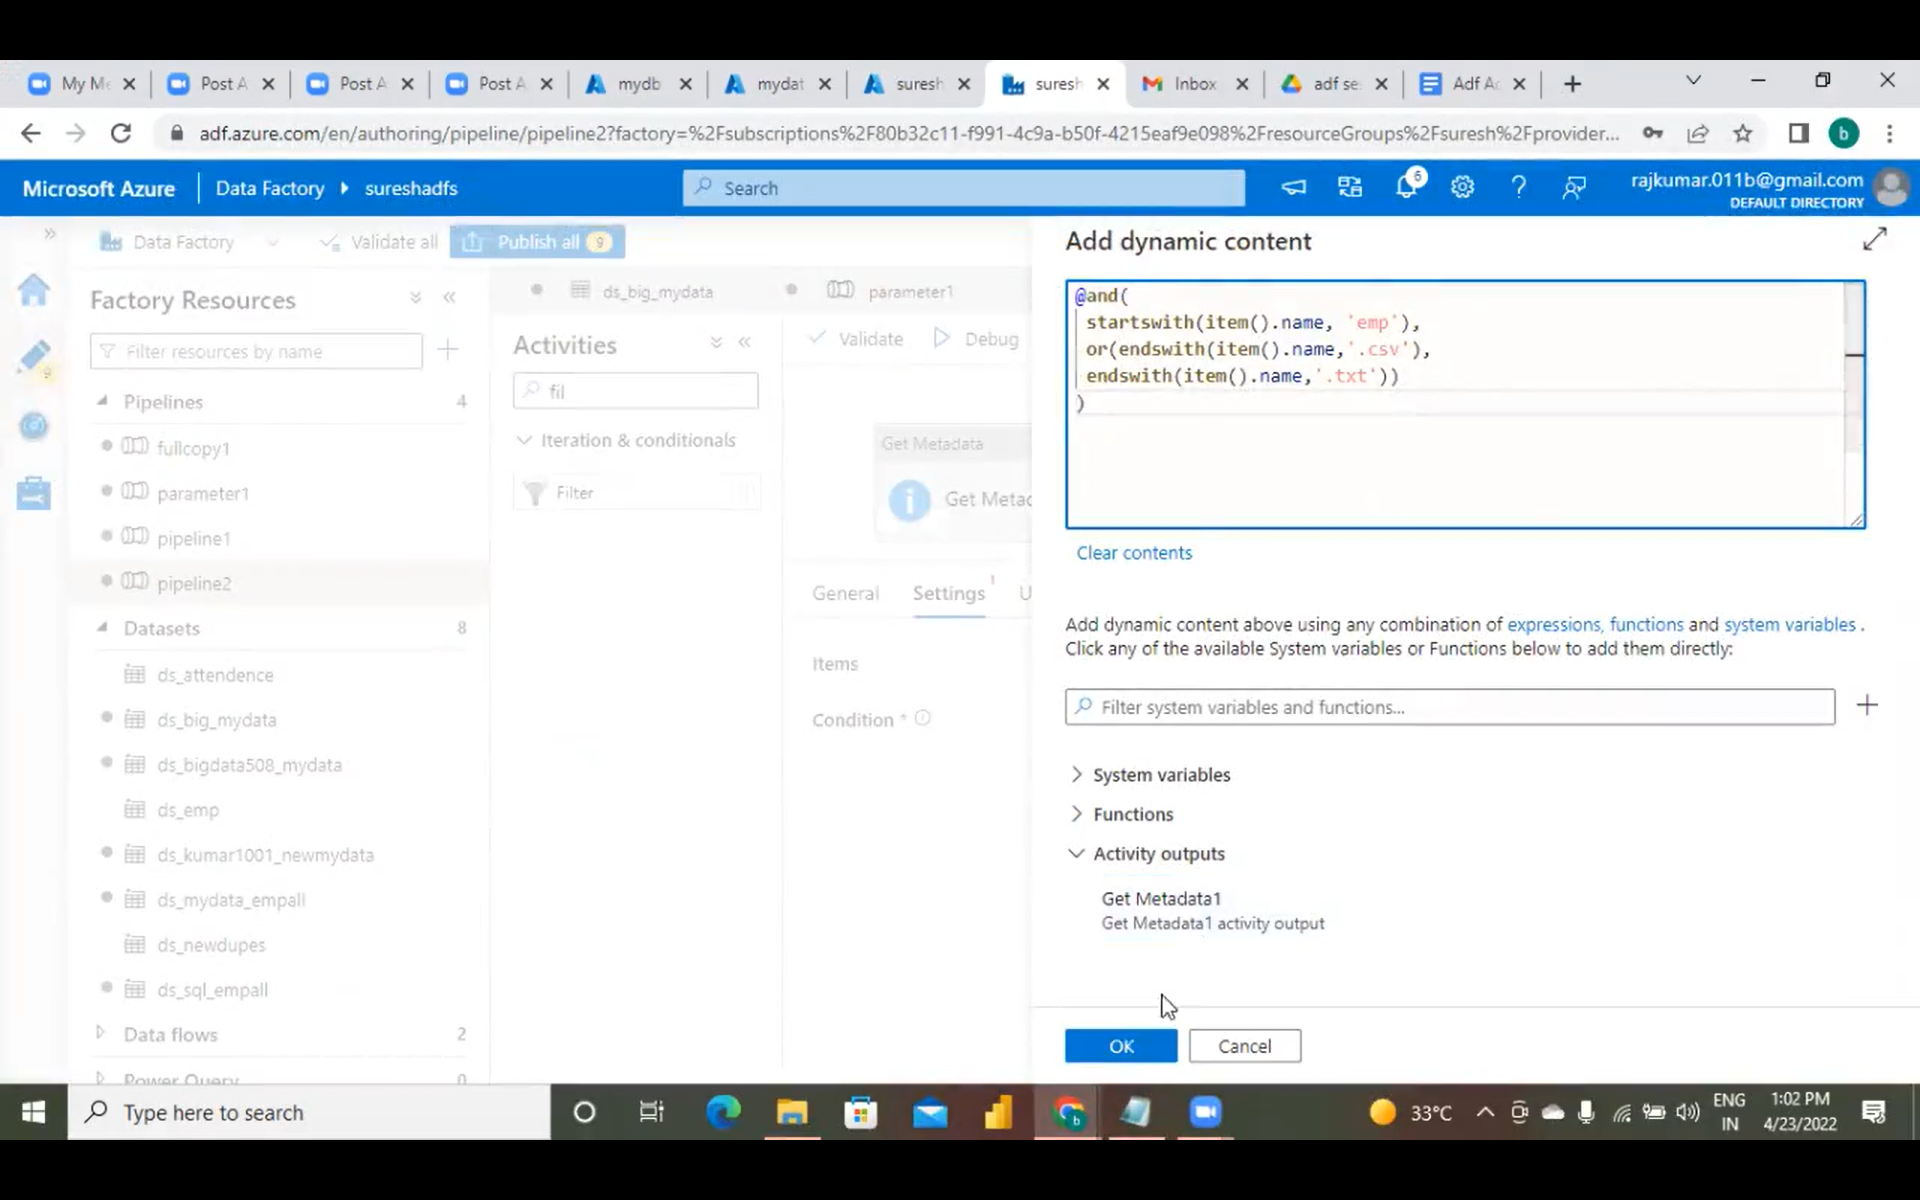 My Me
Post A
Post A
Post A
mydb
mydat
suresh
suresh
Inbox
adf se
Adf Ac
adf.azure.com/en/authoring/pipeline/pipeline2?factory=%2Fsubscriptions%2F80b32c11-f991-4c9a-b50f-4215eaf9e098%2FresourceGroups%2Fsuresh%2Fprovider...
b
Microsoft Azure
Data Factory
sureshadfs
Search
6
rajkumar.011b@gmail.com
DEFAULT DIRECTORY
Data Factory
Validate all
Publish all 9
Factory Resources
Filter resources by name
9
Pipelines 4
fullcopy1
parameter1
pipeline1
pipeline2
Datasets 8
ds_attendence
ds_big_mydata
ds_bigdata508_mydata
ds_emp
ds_kumar1001_newmydata
ds_mydata_empall
ds_newdupes
ds_sql_empall
Data flows 2
Power Query 0
ds_big_mydata
parameter1
Activities
fil
Iteration & conditionals
Filter
Validate
Debug
Get Metadata
Get Metad
General
Settings
Items
Condition *
Add dynamic content
@and(
startswith(item().name, 'emp'),
or(endswith(item().name,'.csv'),
endswith(item().name,'.txt'))
)
Clear contents
Add dynamic content above using any combination of expressions, functions and system variables .
Click any of the available System variables or Functions below to add them directly:
Filter system variables and functions...
System variables
Functions
Activity outputs
Get Metadata1
Get Metadata1 activity output
OK
Cancel
Type here to search
33°C
ENG
IN
1:02 PM
4/23/2022